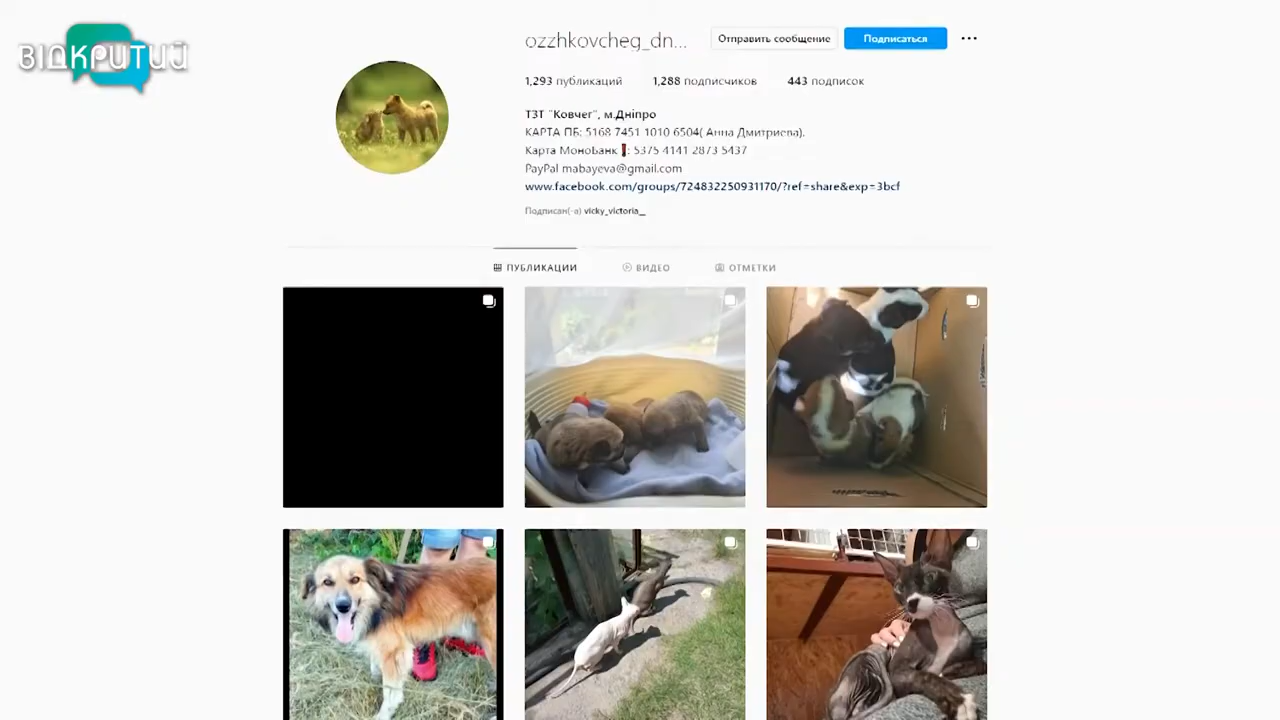 ВІДКРИТИЙ
ozzhkovcheg_dn...
Отправить сообщение
Подписаться
1,293 публикаций
1,288 подписчиков
443 подписок
ТЗТ "Ковчег", м.Дніпро
КАРТА ПБ: 5168 7451 1010 6504( Анна Дмитриева).
Карта МоноБанк : 5375 4141 2873 5437
PayPal mabayeva@gmail.com
www.facebook.com/groups/724832250931170/?ref=share&exp=3bcf
Подписан(-а) vicky_victoria__
ПУБЛИКАЦИИ
ВИДЕО
ОТМЕТКИ